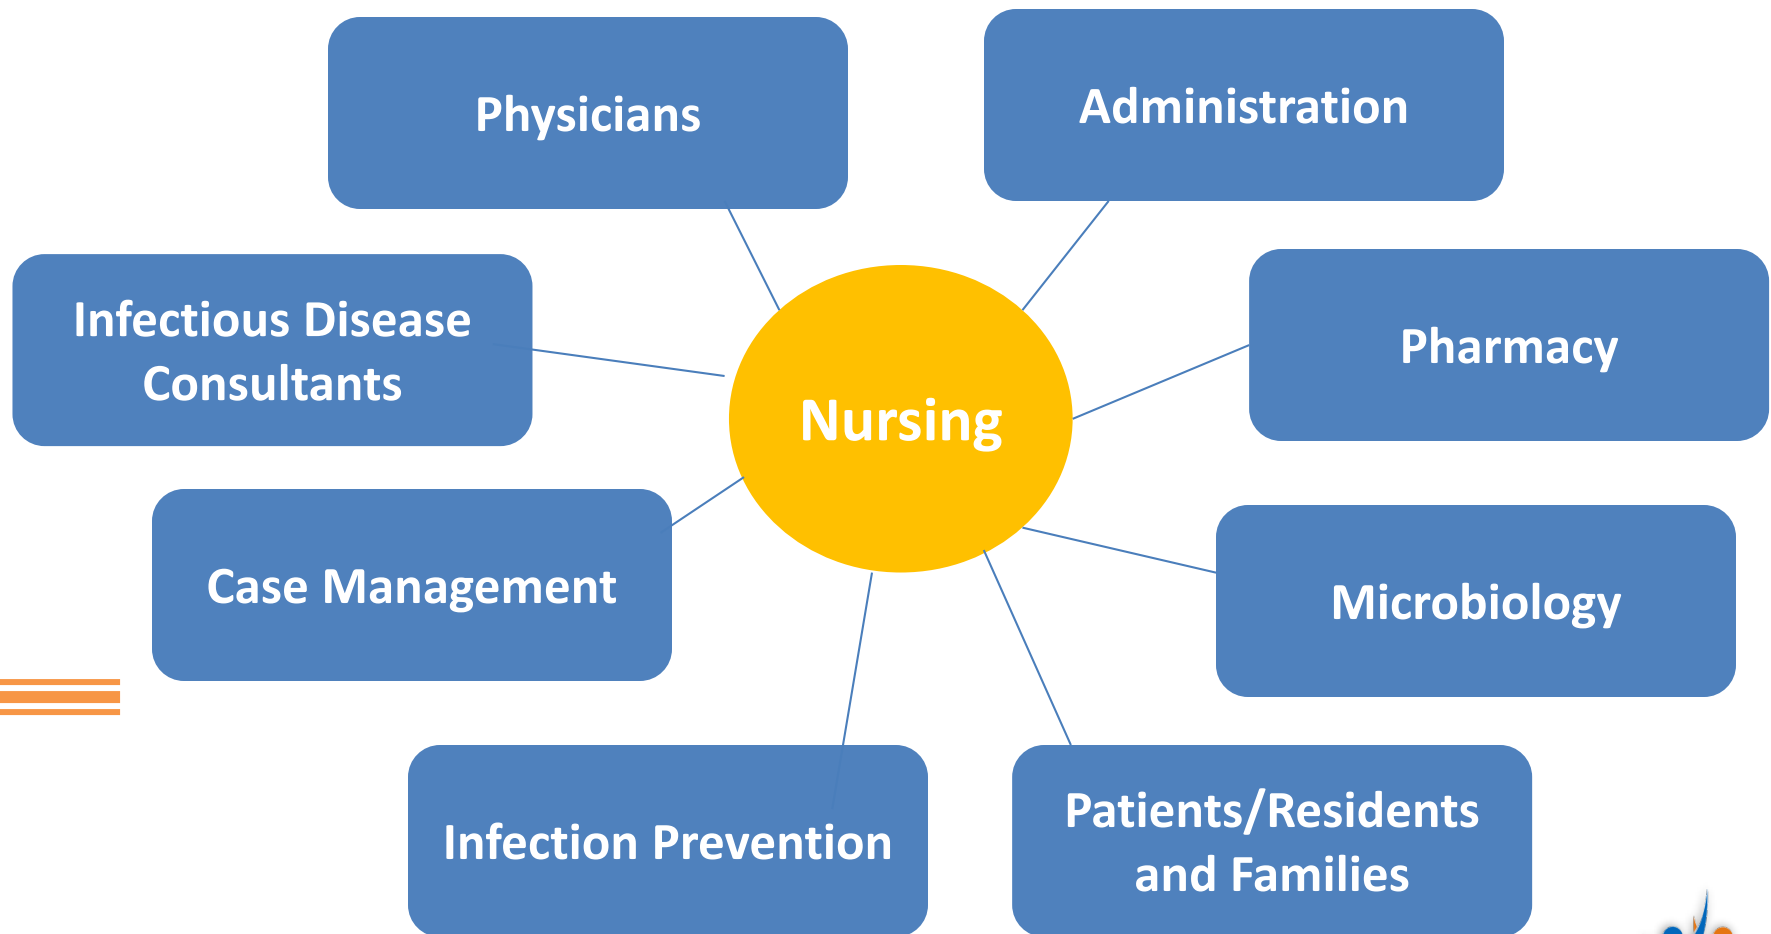 Physicians
Administration
Infectious Disease
Consultants
Pharmacy
Nursing
Case Management
Microbiology
Infection Prevention
Patients/Residents
and Families